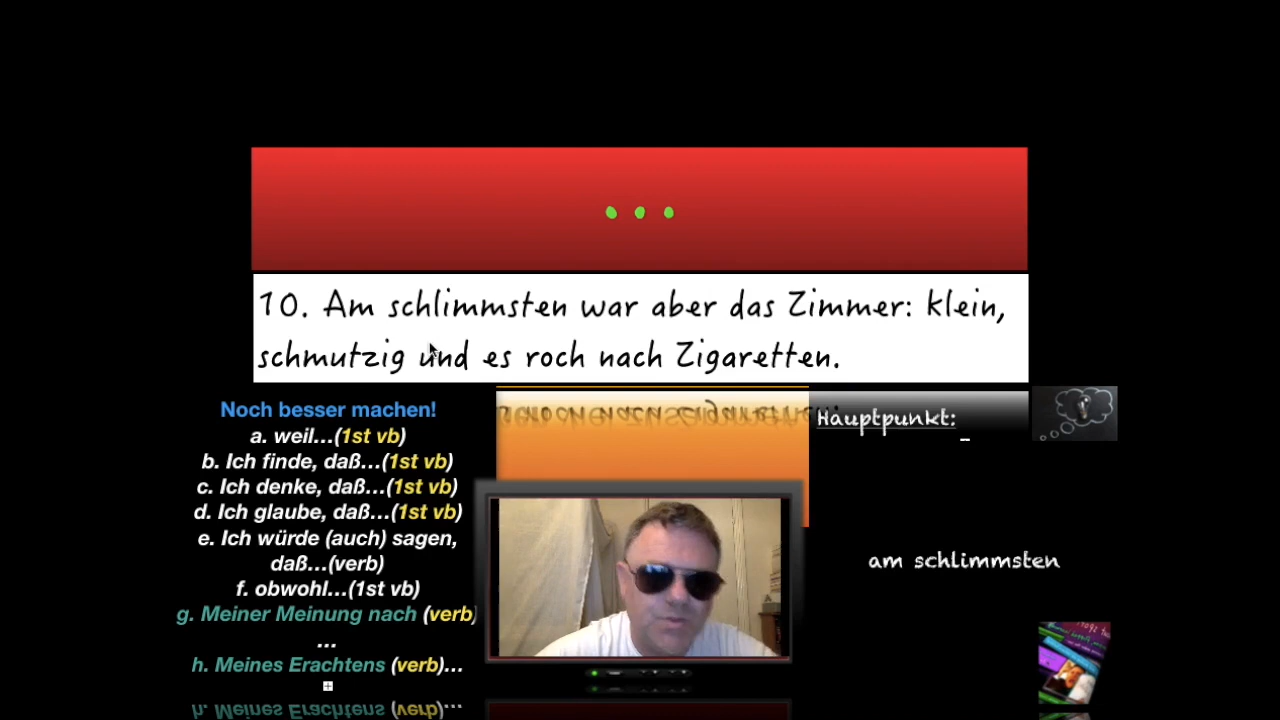 ...
10. Am schlimmsten war aber das Zimmer: klein,
schmutzig und es roch nach Zigaretten.
Noch besser machen!
a. weil...(1st vb)
b. Ich finde, daß...(1st vb)
c. Ich denke, daß...(1st vb)
d. Ich glaube, daß...(1st vb)
e. Ich würde (auch) sagen,
daß...(verb)
f. obwohl...(1st vb)
g. Meiner Meinung nach (verb)
...
h. Meines Erachtens (verb)...
Hauptpunkt:
am schlimmsten